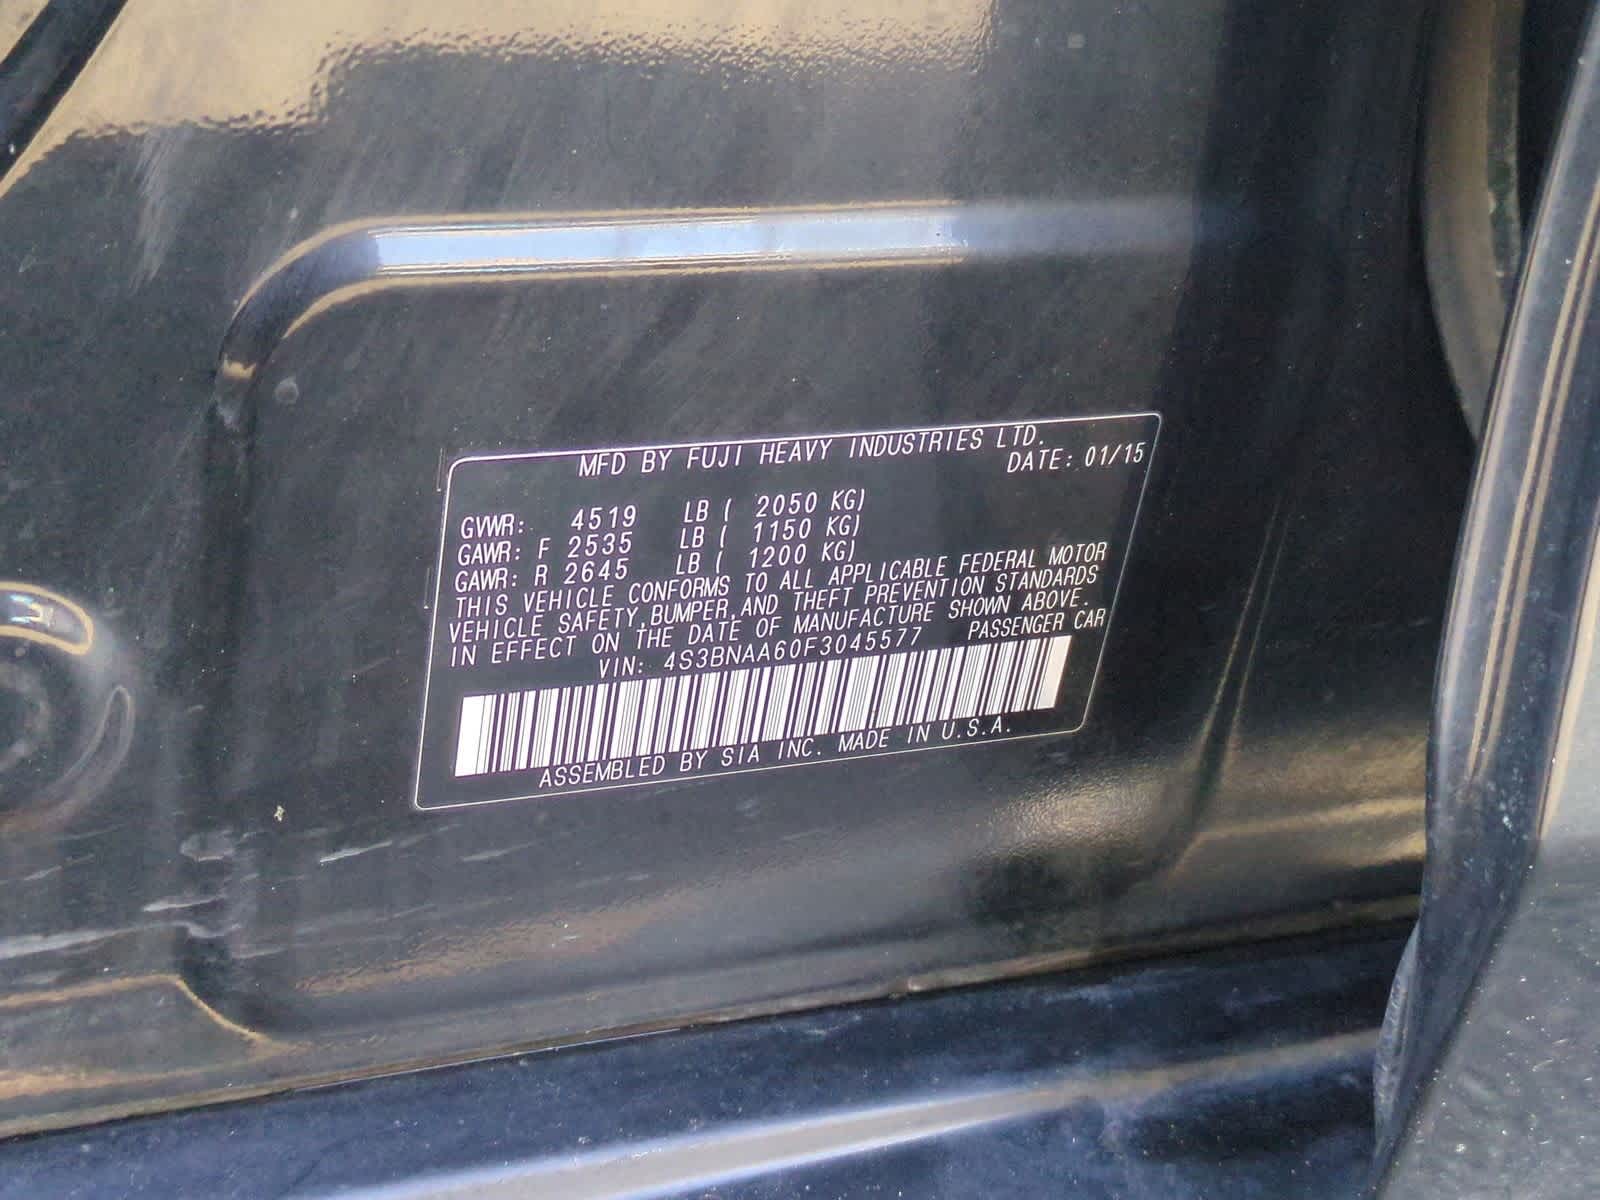 MFD BY FUJI HEAVY INDUSTRIES LTD.
DATE: 01/15
GVWR: 4519 LB ( 2050 KG)
GAWR: F 2535 LB ( 1150 KG)
GAWR: R 2645 LB ( 1200 KG)
THIS VEHICLE CONFORMS TO ALL APPLICABLE FEDERAL MOTOR
VEHICLE SAFETY,BUMPER,AND THEFT PREVENTION STANDARDS
IN EFFECT ON THE DATE OF MANUFACTURE SHOWN ABOVE.
VIN: 4S3BNAA60F3045577 PASSENGER CAR
ASSEMBLED BY SIA INC. MADE IN U.S.A.